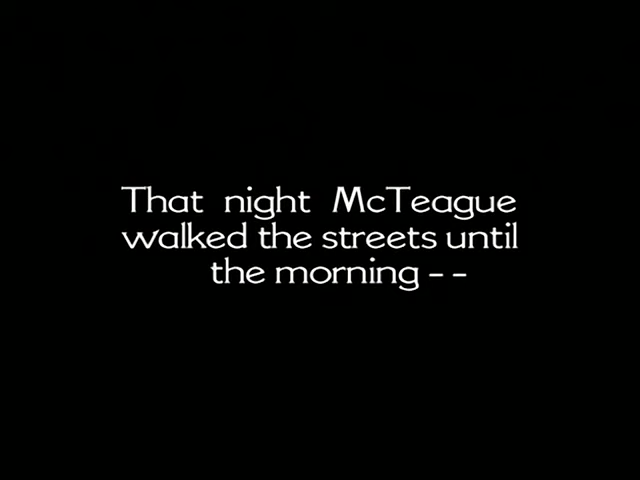 That night McTeague
walked the streets until
the morning - -